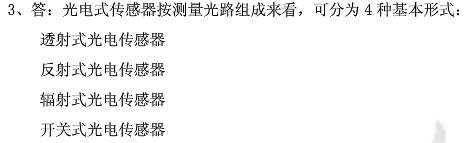 3、答：光电式传感器按测量光路组成来看，可分为 4 种基本形式：
透射式光电传感器
反射式光电传感器
辐射式光电传感器
开关式光电传感器